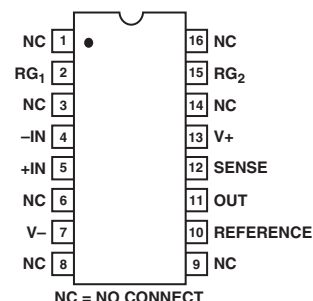 NC 1 16 NC
RG1 2 15 RG2
NC 3 14 NC
–IN 4 13 V+
+IN 5 12 SENSE
NC 6 11 OUT
V– 7 10 REFERENCE
NC 8 9 NC
NC = NO CONNECT